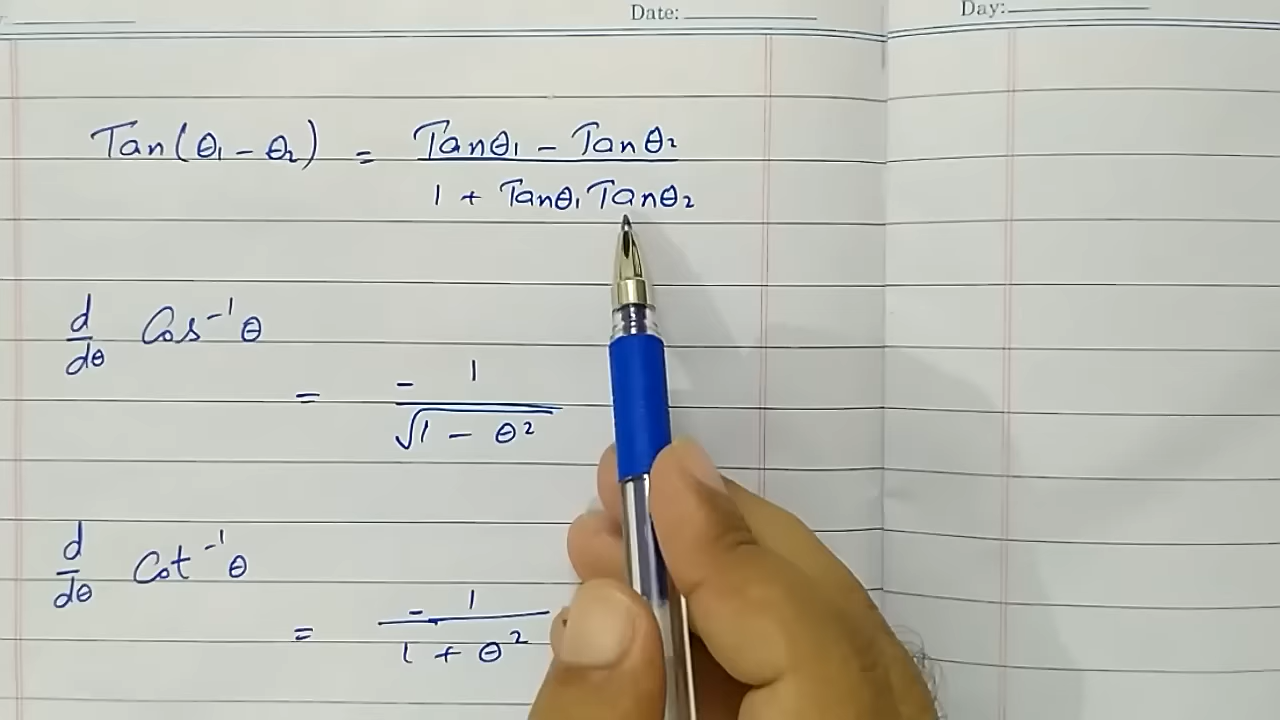 Date:
Day:
Tan(θ₁ - θ₂) = Tanθ₁ - Tanθ₂
1 + Tanθ₁ Tanθ₂
d/dθ Cos⁻¹θ
= - 1
√1 - θ²
d/dθ Cot⁻¹θ
= - 1
1 + θ²